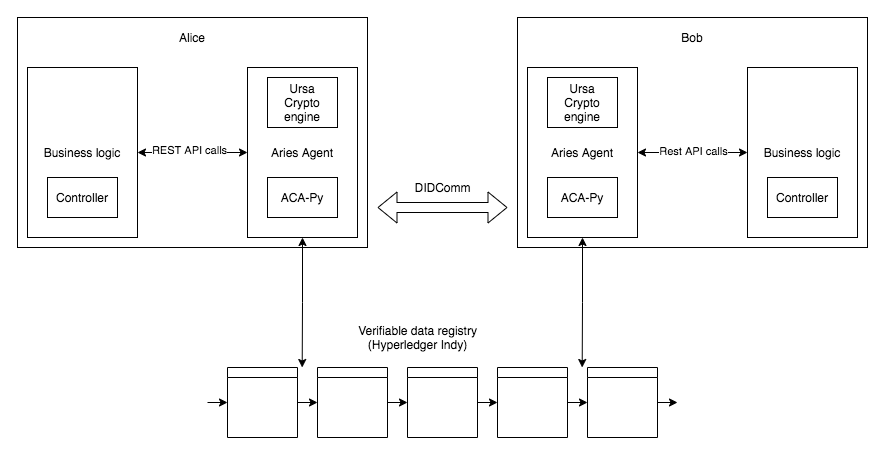 Alice
Bob
Ursa
Crypto
engine
Business logic
REST API calls
Aries Agent
Controller
ACA-Py
DIDComm
Ursa
Crypto
engine
Aries Agent
Rest API calls
Business logic
ACA-Py
Controller
Verifiable data registry
(Hyperledger Indy)